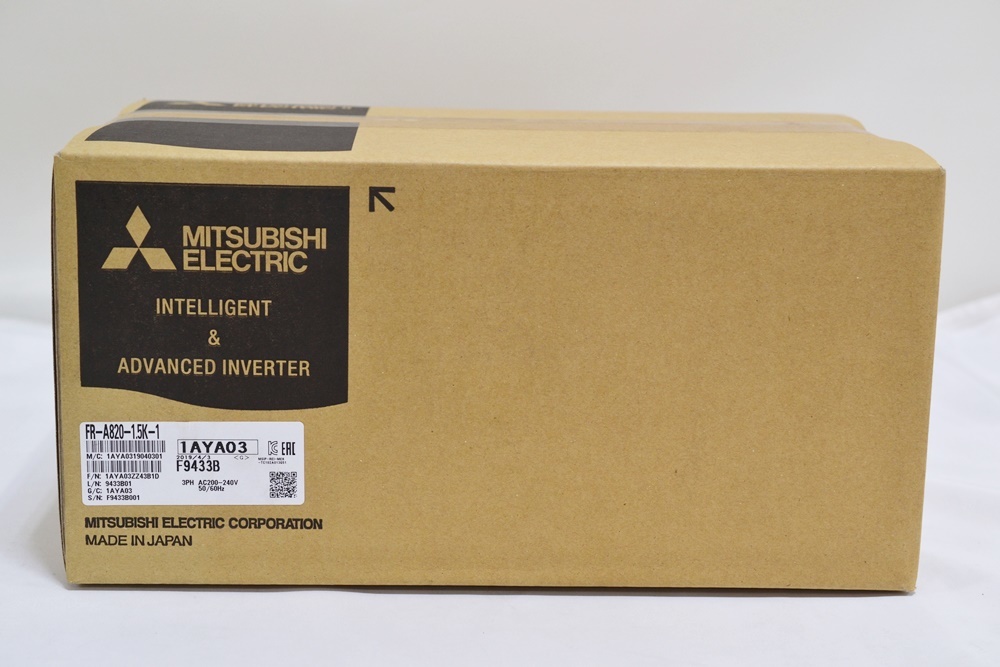 MITSUBISHI
ELECTRIC
INTELLIGENT
&
ADVANCED INVERTER
FR-A820-1.5K-1
M/C: 1AYA0319040301
F/N: 1AYA03ZZ43B1D
L/N: 9433B01
G/C: 1AYA03
S/N: F9433B001
1AYA03
2019/4/3 <G>
F9433B
3PH AC200-240V
50/60Hz
EAC
MITSUBISHI ELECTRIC CORPORATION
MADE IN JAPAN